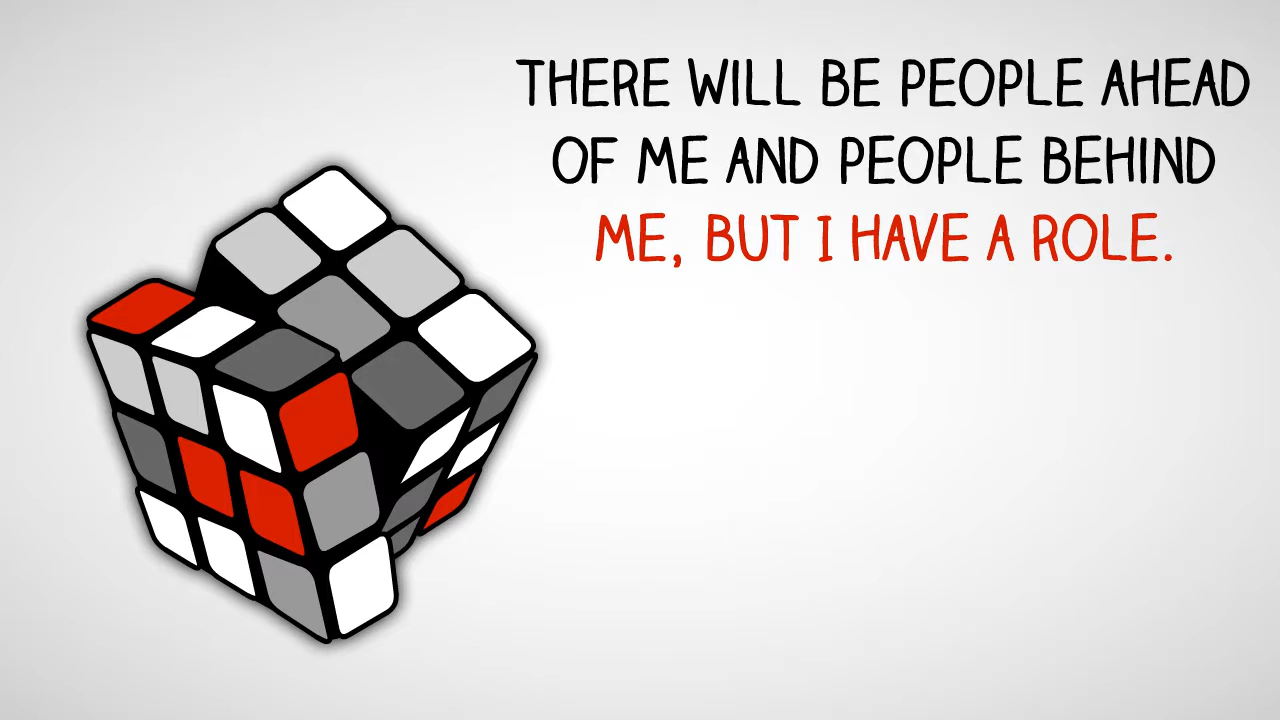 THERE WILL BE PEOPLE AHEAD
OF ME AND PEOPLE BEHIND
ME, BUT I HAVE A ROLE.